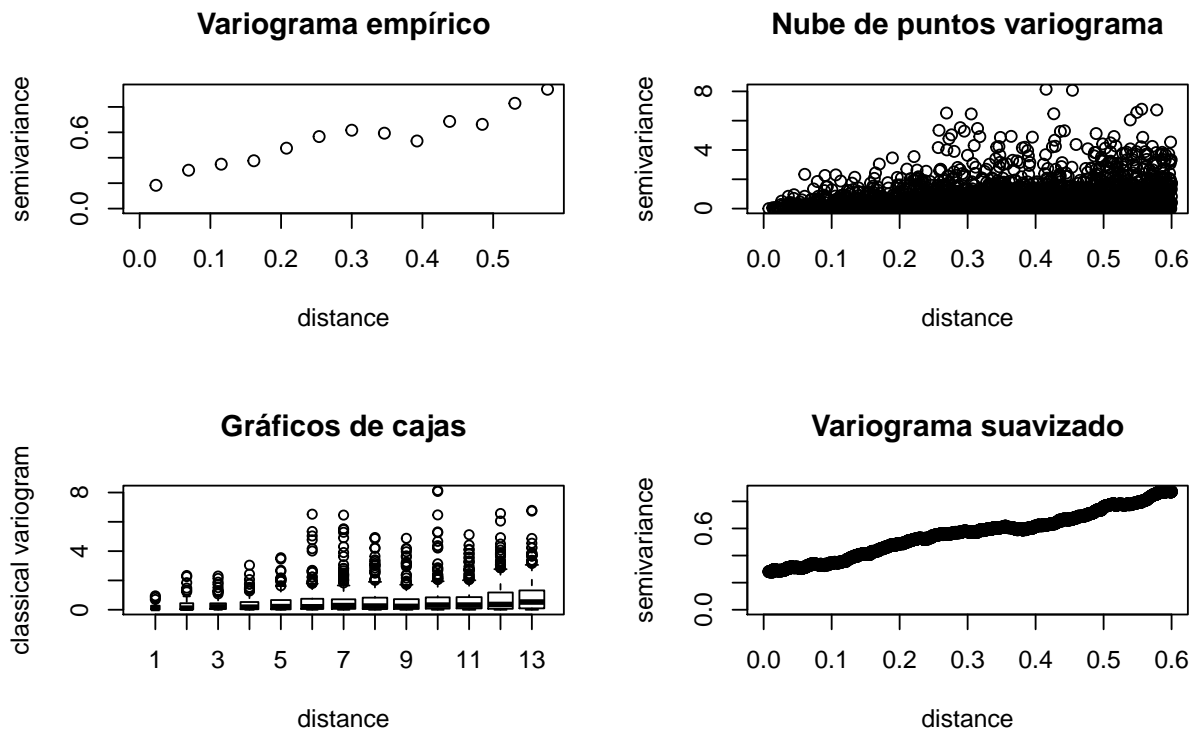 Variograma empírico
semivariance
0.0 0.6
0.0 0.1 0.2 0.3 0.4 0.5
distance
Nube de puntos variograma
semivariance
0 4 8
0.0 0.1 0.2 0.3 0.4 0.5 0.6
distance
Gráficos de cajas
classical variogram
0 4 8
1 3 5 7 9 11 13
distance
Variograma suavizado
semivariance
0.0 0.6
0.0 0.1 0.2 0.3 0.4 0.5 0.6
distance